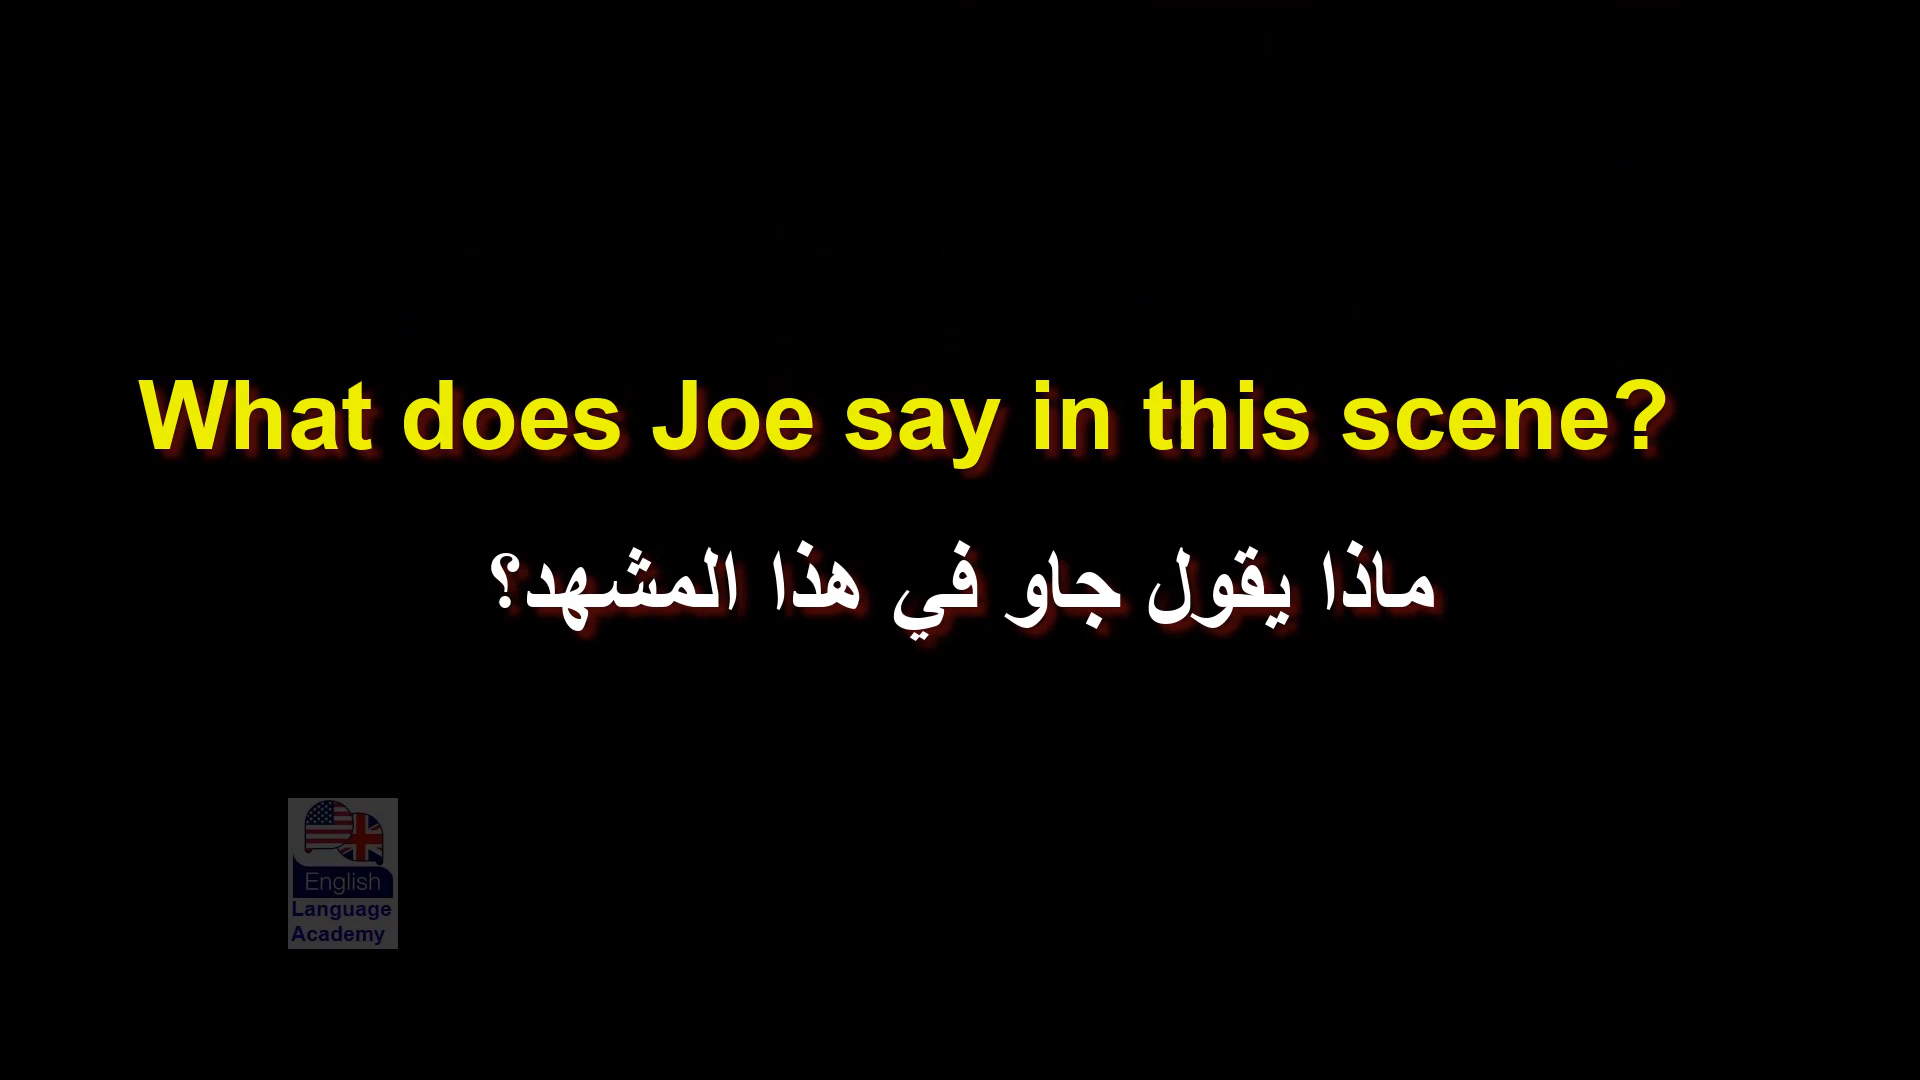 What does Joe say in this scene?
ماذا يقول جاو في هذا المشهد؟
English
Language
Academy